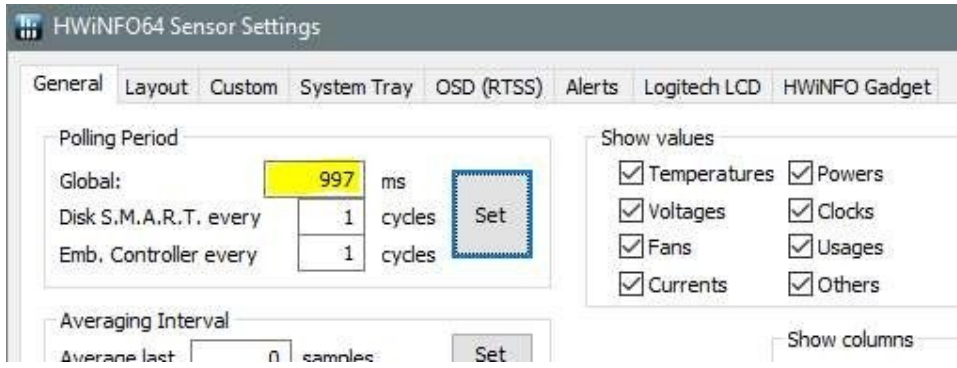 HWiNFO64 Sensor Settings
General Layout Custom System Tray OSD (RTSS) Alerts Logitech LCD HWiNFO Gadget
Polling Period
Global: 997 ms
Disk S.M.A.R.T. every 1 cycles
Emb. Controller every 1 cycles
Set
Show values
Temperatures Powers
Voltages Clocks
Fans Usages
Currents Others
Averaging Interval
Average last 0 samples Set
Show columns